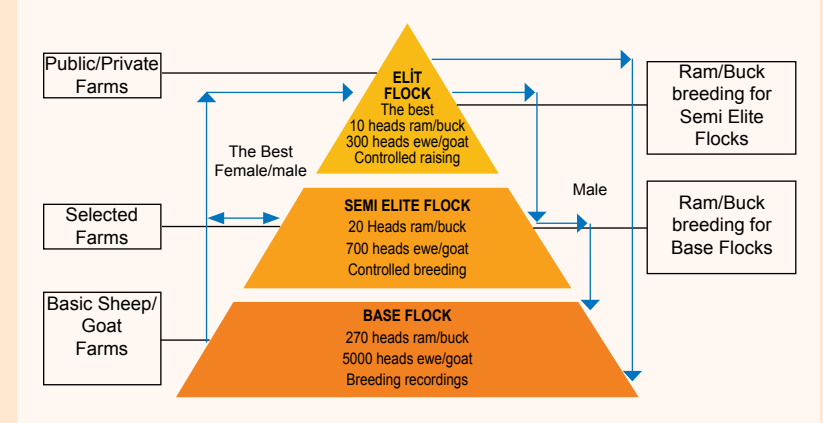 Public/Private
Farms
ELİT
FLOCK
The best
10 heads ram/buck
300 heads ewe/goat
Controlled raising
Ram/Buck
breeding for
Semi Elite
Flocks
The Best
Female/male
Male
Selected
Farms
SEMI ELITE FLOCK
20 Heads ram/buck
700 heads ewe/goat
Controlled breeding
Ram/Buck
breeding for
Base Flocks
Basic Sheep/
Goat
Farms
BASE FLOCK
270 heads ram/buck
5000 heads ewe/goat
Breeding recordings